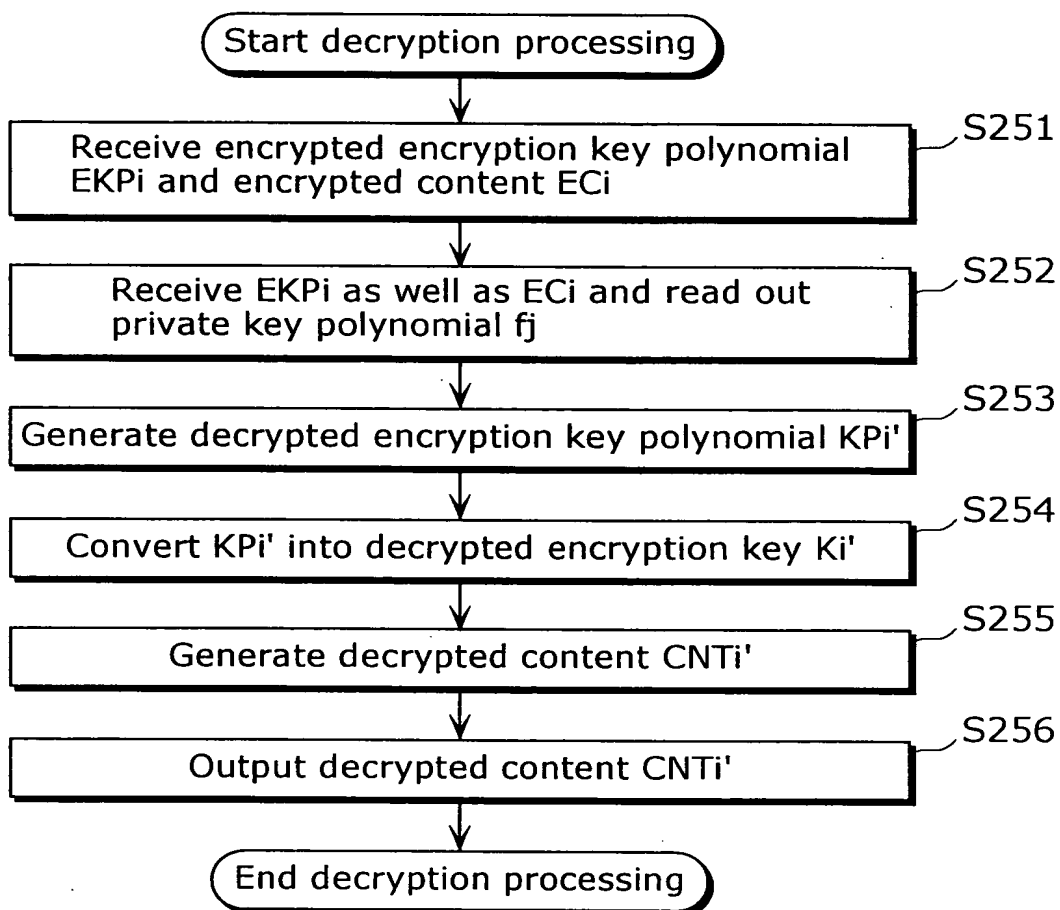 Start decryption processing
S251
Receive encrypted encryption key polynomial
EKPi and encrypted content ECi
S252
Receive EKPi as well as ECi and read out
private key polynomial fj
S253
Generate decrypted encryption key polynomial KPi'
S254
Convert KPi' into decrypted encryption key Ki'
S255
Generate decrypted content CNTi'
S256
Output decrypted content CNTi'
End decryption processing